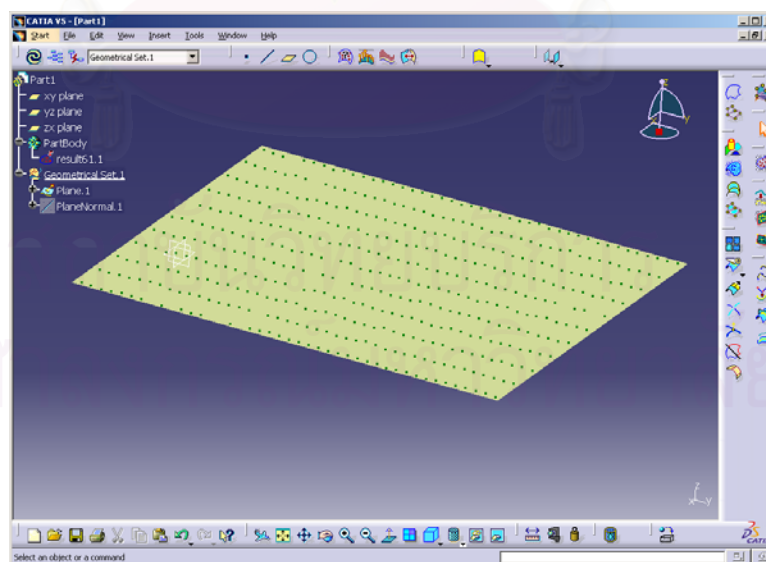 CATIA V5 - [Part1]
Start File Edit View Insert Tools Window Help
Geometrical Set.1
Part1
xy plane
yz plane
zx plane
PartBody
result61.1
Geometrical Set.1
Plane.1
PlaneNormal.1
z
y
z
x
y
Select an object or a command